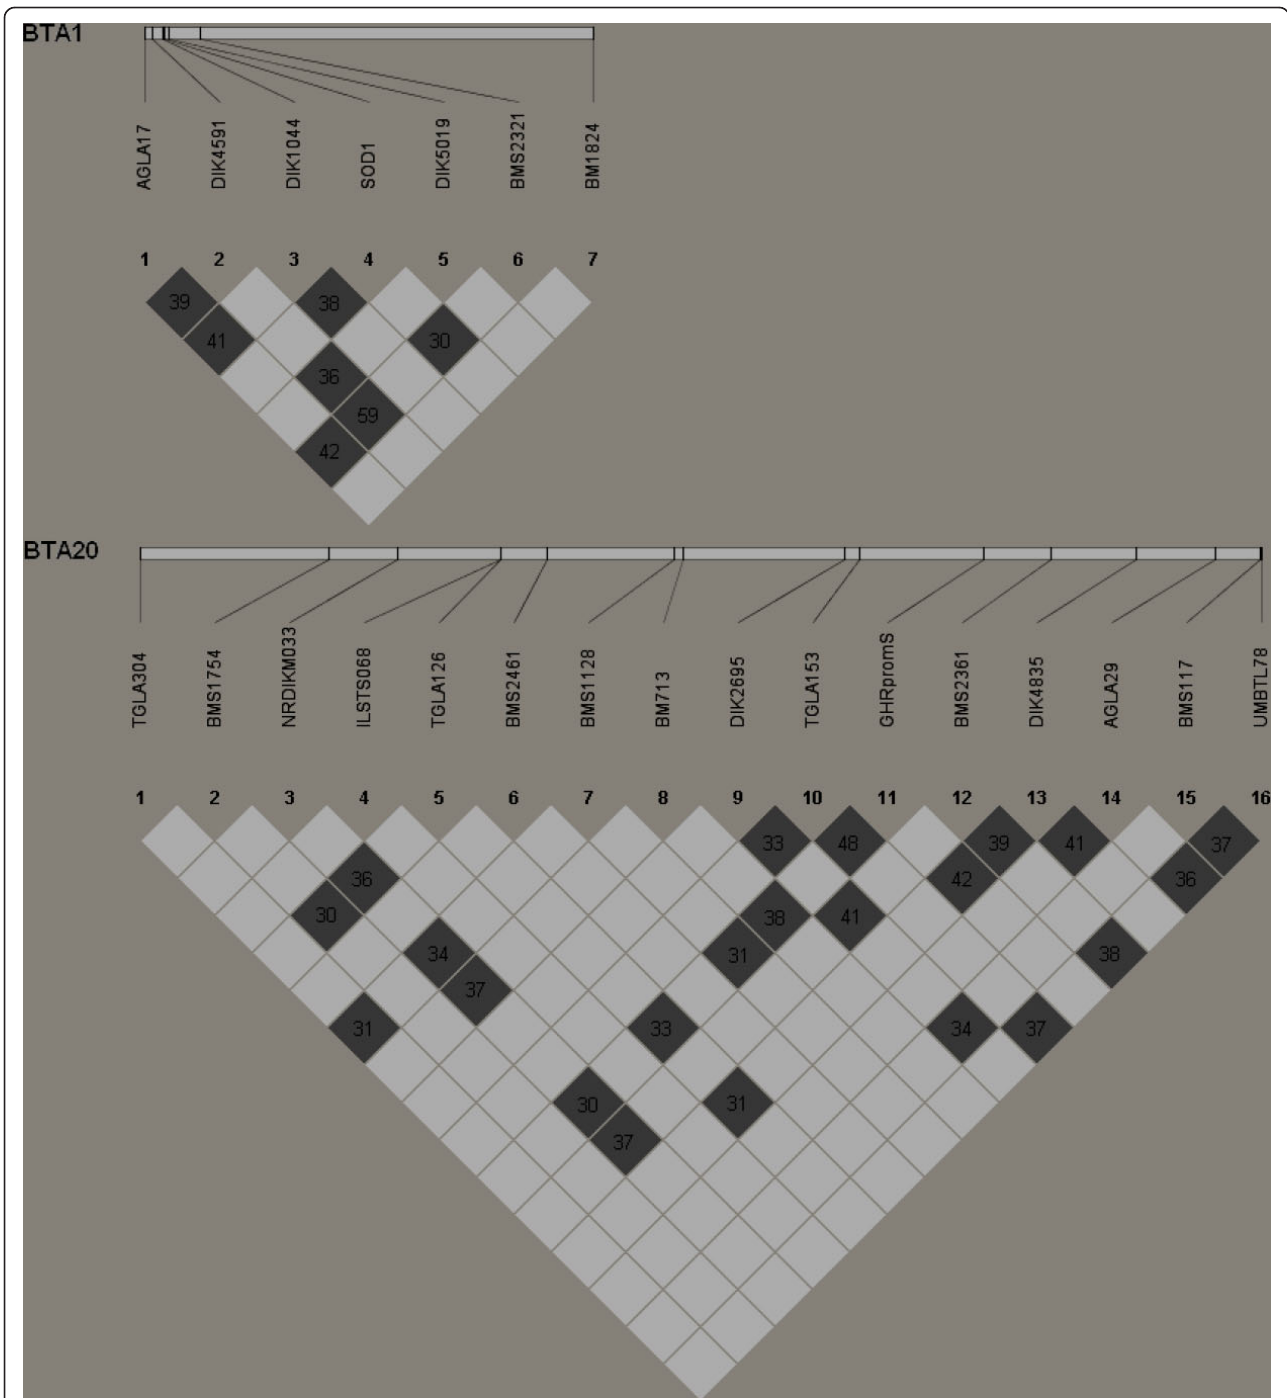 BTA1
AGLA17 DIK4591 DIK1044 SOD1 DIK5019 BMS2321 BM1824
1 2 3 4 5 6 7
39 38
41 30
36
59
42
BTA20
TGLA304 BMS1754 NRDIKM033 ILSTS068 TGLA126 BMS2461 BMS1128 BM713 DIK2695 TGLA153 GHRpromS BMS2361 DIK4835 AGLA29 BMS117 UMBTL78
1 2 3 4 5 6 7 8 9 10 11 12 13 14 15 16
33 48 39 41 37
36 42 36
30 38 41
34 31 38
37
31 33 34 37
30 31
37